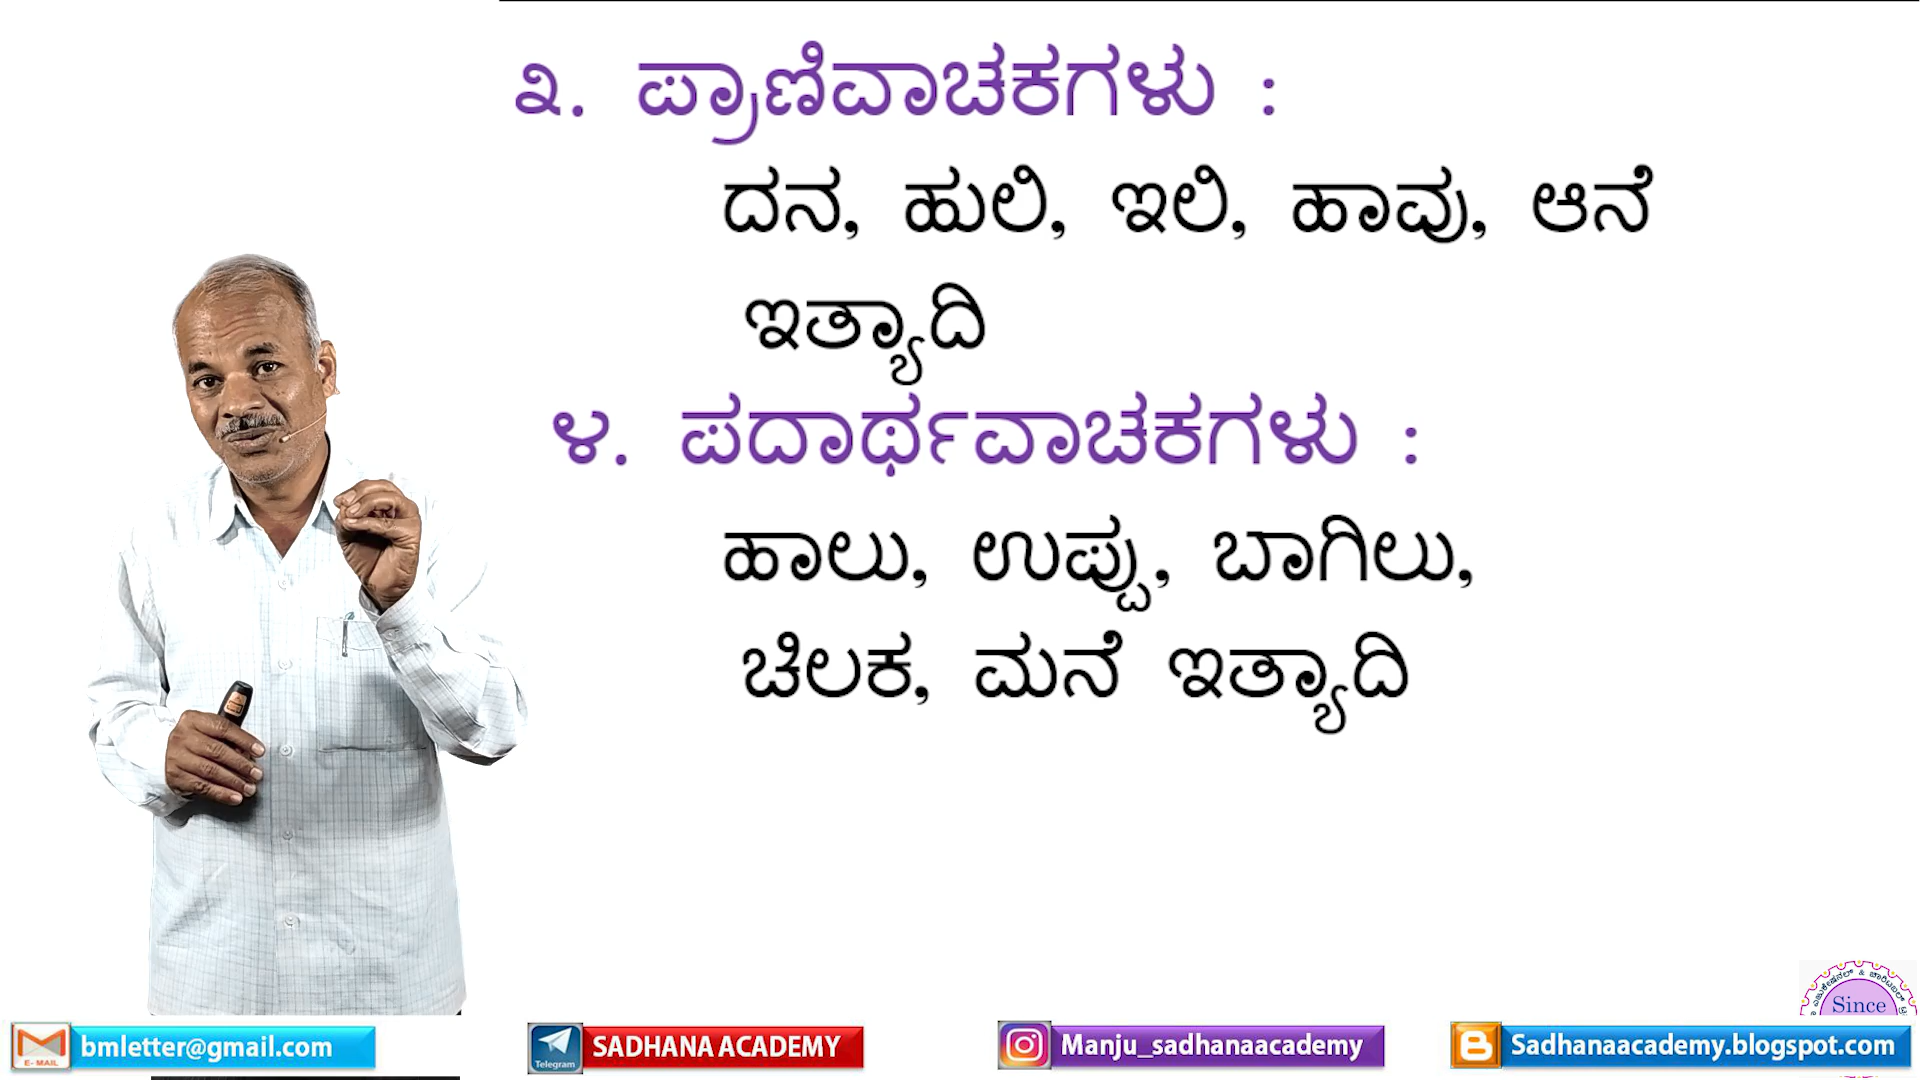 ೩. ಪ್ರಾಣಿವಾಚಕಗಳು :
ದನ, ಹುಲಿ, ಇಲಿ, ಹಾವು, ಆನೆ
ಇತ್ಯಾದಿ
೪. ಪದಾರ್ಥವಾಚಕಗಳು :
ಹಾಲು, ಉಪ್ಪು, ಬಾಗಿಲು,
ಚಿಲಕ, ಮನೆ ಇತ್ಯಾದಿ
Since
E-MAIL bmletter@gmail.com
Telegram SADHANA ACADEMY
Manju_sadhanaacademy
Sadhanaacademy.blogspot.com